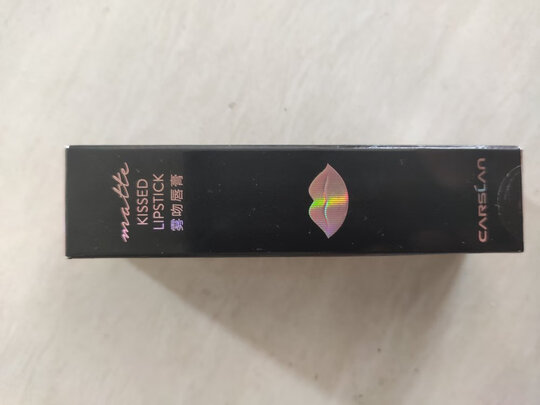 CARSLAN
matte
KISSED
LIPSTICK
雾吻唇膏